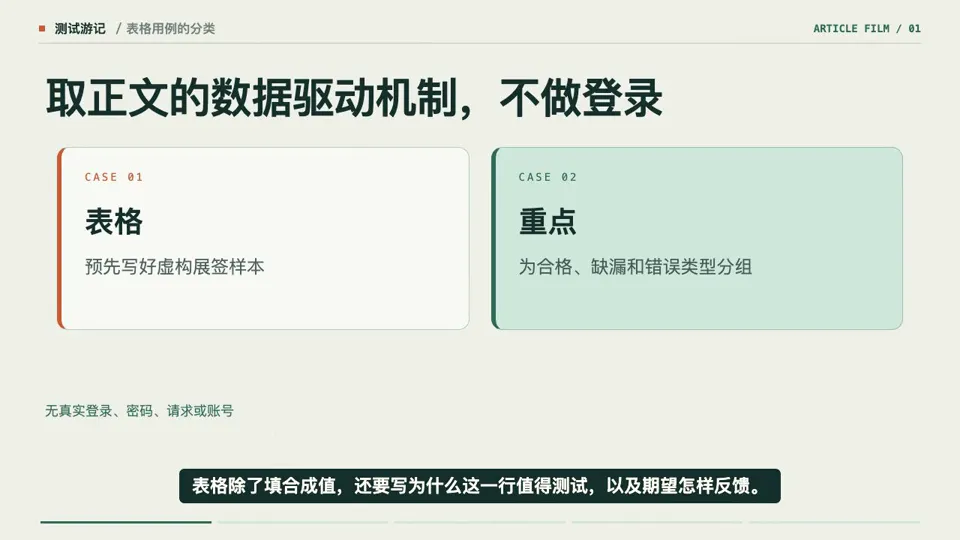 测试游记 / 表格用例的分类
ARTICLE FILM / 01
取正文的数据驱动机制，不做登录
CASE 01
表格
预先写好虚构展签样本
CASE 02
重点
为合格、缺漏和错误类型分组
无真实登录、密码、请求或账号
表格除了填合成值，还要写为什么这一行值得测试，以及期望怎样反馈。